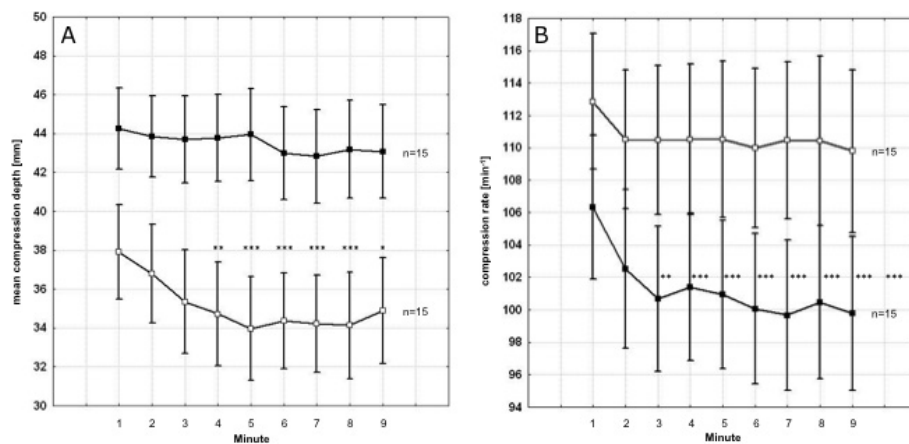 A
50
48
46
44
42
40
38
36
34
32
30
mean compression depth [mm]
n=15
** *** *** *** *** *
n=15
1 2 3 4 5 6 7 8 9
Minute
B
118
116
114
112
110
108
106
104
102
100
98
96
94
compression rate [min⁻¹]
n=15
** *** *** *** *** *** *** ***
n=15
1 2 3 4 5 6 7 8 9
Minute